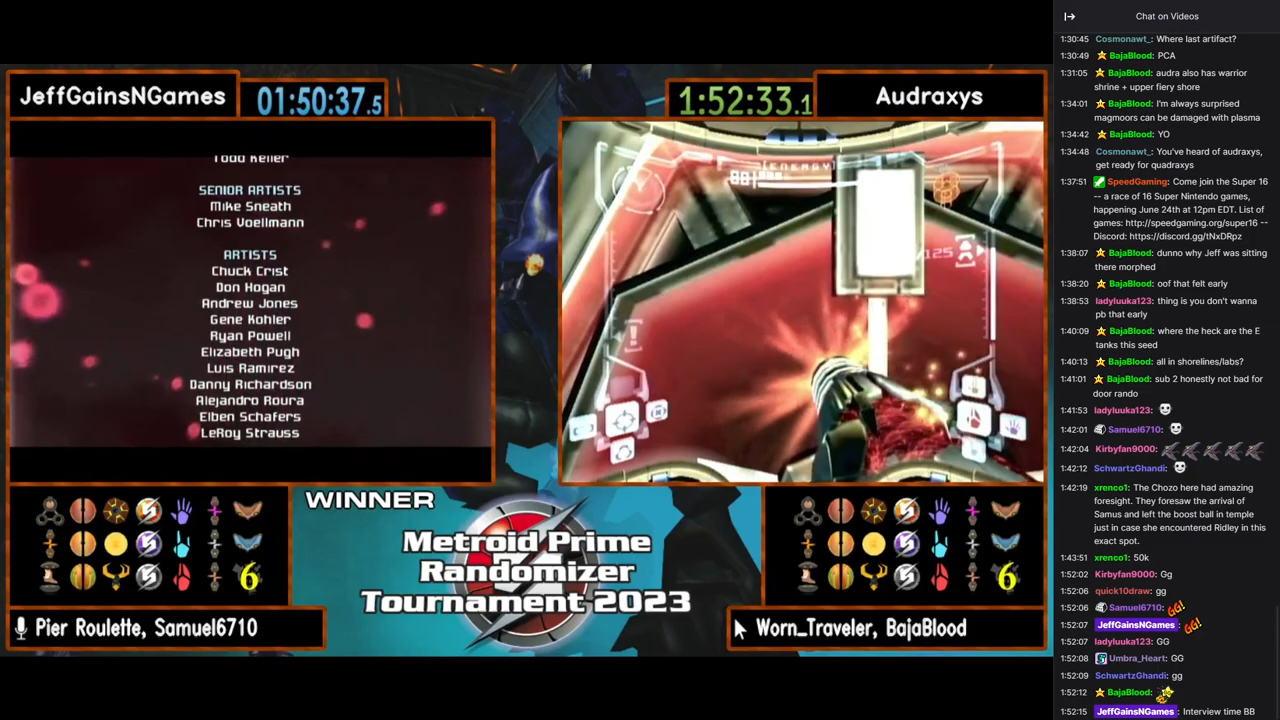 JeffGainsNGames
01:50:37.5
1:52:33.1
Audraxys
Todd Keller
SENIOR ARTISTS
Mike Sneath
Chris Voellmann
ARTISTS
Chuck Crist
Don Hogan
Andrew Jones
Gene Kohler
Ryan Powell
Elizabeth Pugh
Luis Ramirez
Danny Richardson
Alejandro Roura
Elben Schafers
LeRoy Strauss
[ENERGY]
125
WINNER
Metroid Prime
Randomizer
Tournament 2023
6
6
Pier Roulette, Samuel6710
Worn_Traveler, BajaBlood
Chat on Videos
1:30:45 Cosmonawt_: Where last artifact?
1:30:49 BajaBlood: PCA
1:31:05 BajaBlood: audra also has warrior
shrine + upper fiery shore
1:34:01 BajaBlood: I'm always surprised
magmoors can be damaged with plasma
1:34:42 BajaBlood: YO
1:34:48 Cosmonawt_: You've heard of audraxys,
get ready for quadraxys
1:37:51 SpeedGaming: Come join the Super 16
-- a race of 16 Super Nintendo games,
happening June 24th at 12pm EDT. List of
games: http://speedgaming.org/super16 --
Discord: https://discord.gg/tNxDRpz
1:38:07 BajaBlood: dunno why Jeff was sitting
there morphed
1:38:20 BajaBlood: oof that felt early
1:38:53 ladyluuka123: thing is you don't wanna
pb that early
1:40:09 BajaBlood: where the heck are the E
tanks this seed
1:40:13 BajaBlood: all in shorelines/labs?
1:41:01 BajaBlood: sub 2 honestly not bad for
door rando
1:41:53 ladyluuka123:
1:42:01 Samuel6710:
1:42:04 Kirbyfan9000:
1:42:12 SchwartzGhandi:
1:42:19 xrenco1: The Chozo here had amazing
foresight. They foresaw the arrival of
Samus and left the boost ball in temple
just in case she encountered Ridley in this
exact spot.
1:43:51 xrenco1: 50k
1:52:02 Kirbyfan9000: Gg
1:52:06 quick10draw: gg
1:52:06 Samuel6710: GG!
1:52:07 JeffGainsNGames: GG!
1:52:07 ladyluuka123: GG
1:52:08 Umbra_Heart: GG
1:52:09 SchwartzGhandi: gg
1:52:12 BajaBlood:
1:52:15 JeffGainsNGames: Interview time BB